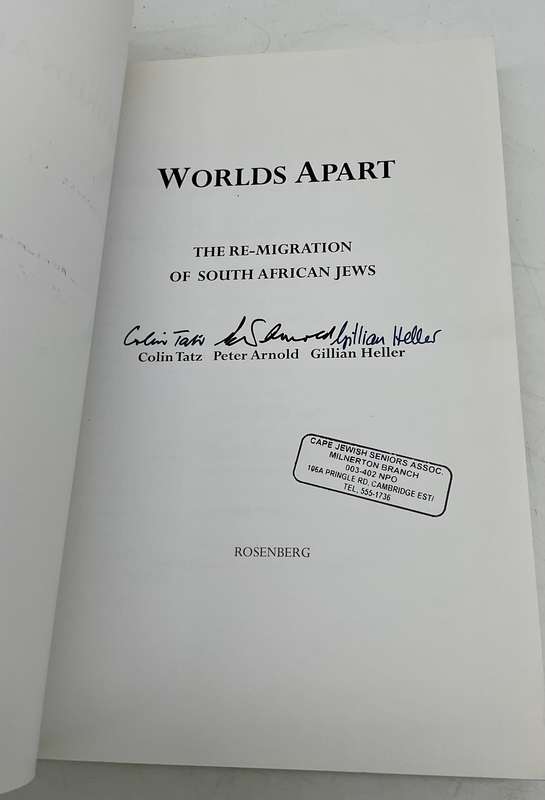 WORLDS APART
THE RE-MIGRATION
OF SOUTH AFRICAN JEWS
Colin Tatz Gillian Heller
Colin Tatz Peter Arnold Gillian Heller
CAPE JEWISH SENIORS ASSOC.
MILNERTON BRANCH
003-402 NPO
106A PRINGLE RD, CAMBRIDGE EST/
TEL, 555-1736
ROSENBERG